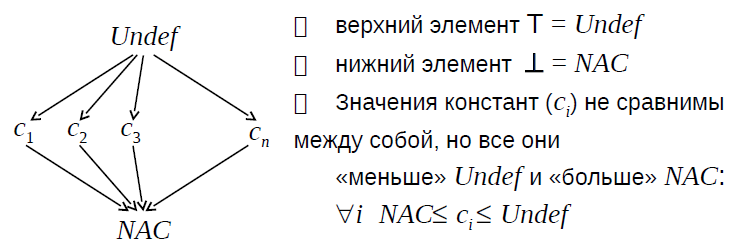 Undef
c1 c2 c3 cn
NAC
верхний элемент ⊤ = Undef
нижний элемент ⊥ = NAC
Значения констант (ci) не сравнимы
между собой, но все они
«меньше» Undef и «больше» NAC:
∀i NAC≤ ci≤ Undef